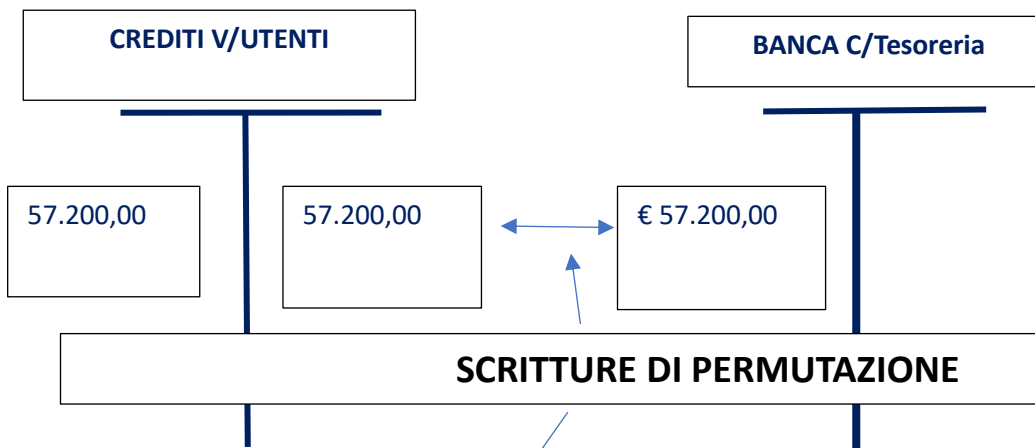 CREDITI V/UTENTI
BANCA C/Tesoreria
57.200,00
57.200,00
€ 57.200,00
SCRITTURE DI PERMUTAZIONE